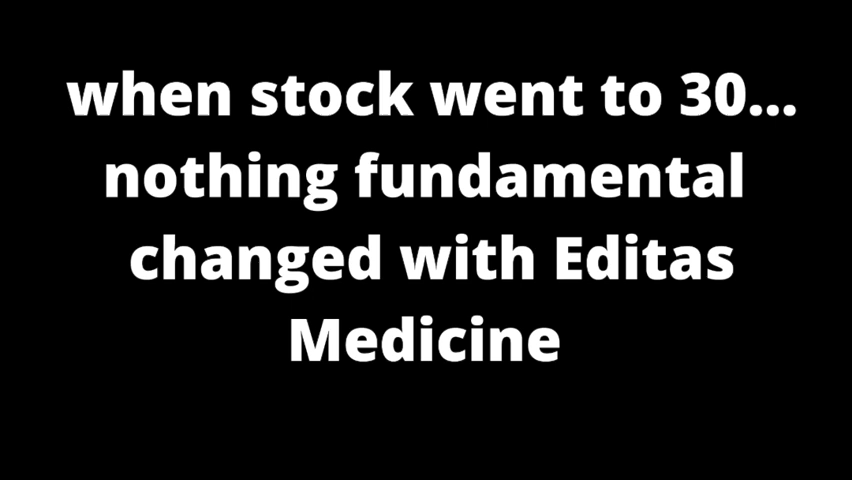 when stock went to 30...
nothing fundamental
changed with Editas
Medicine